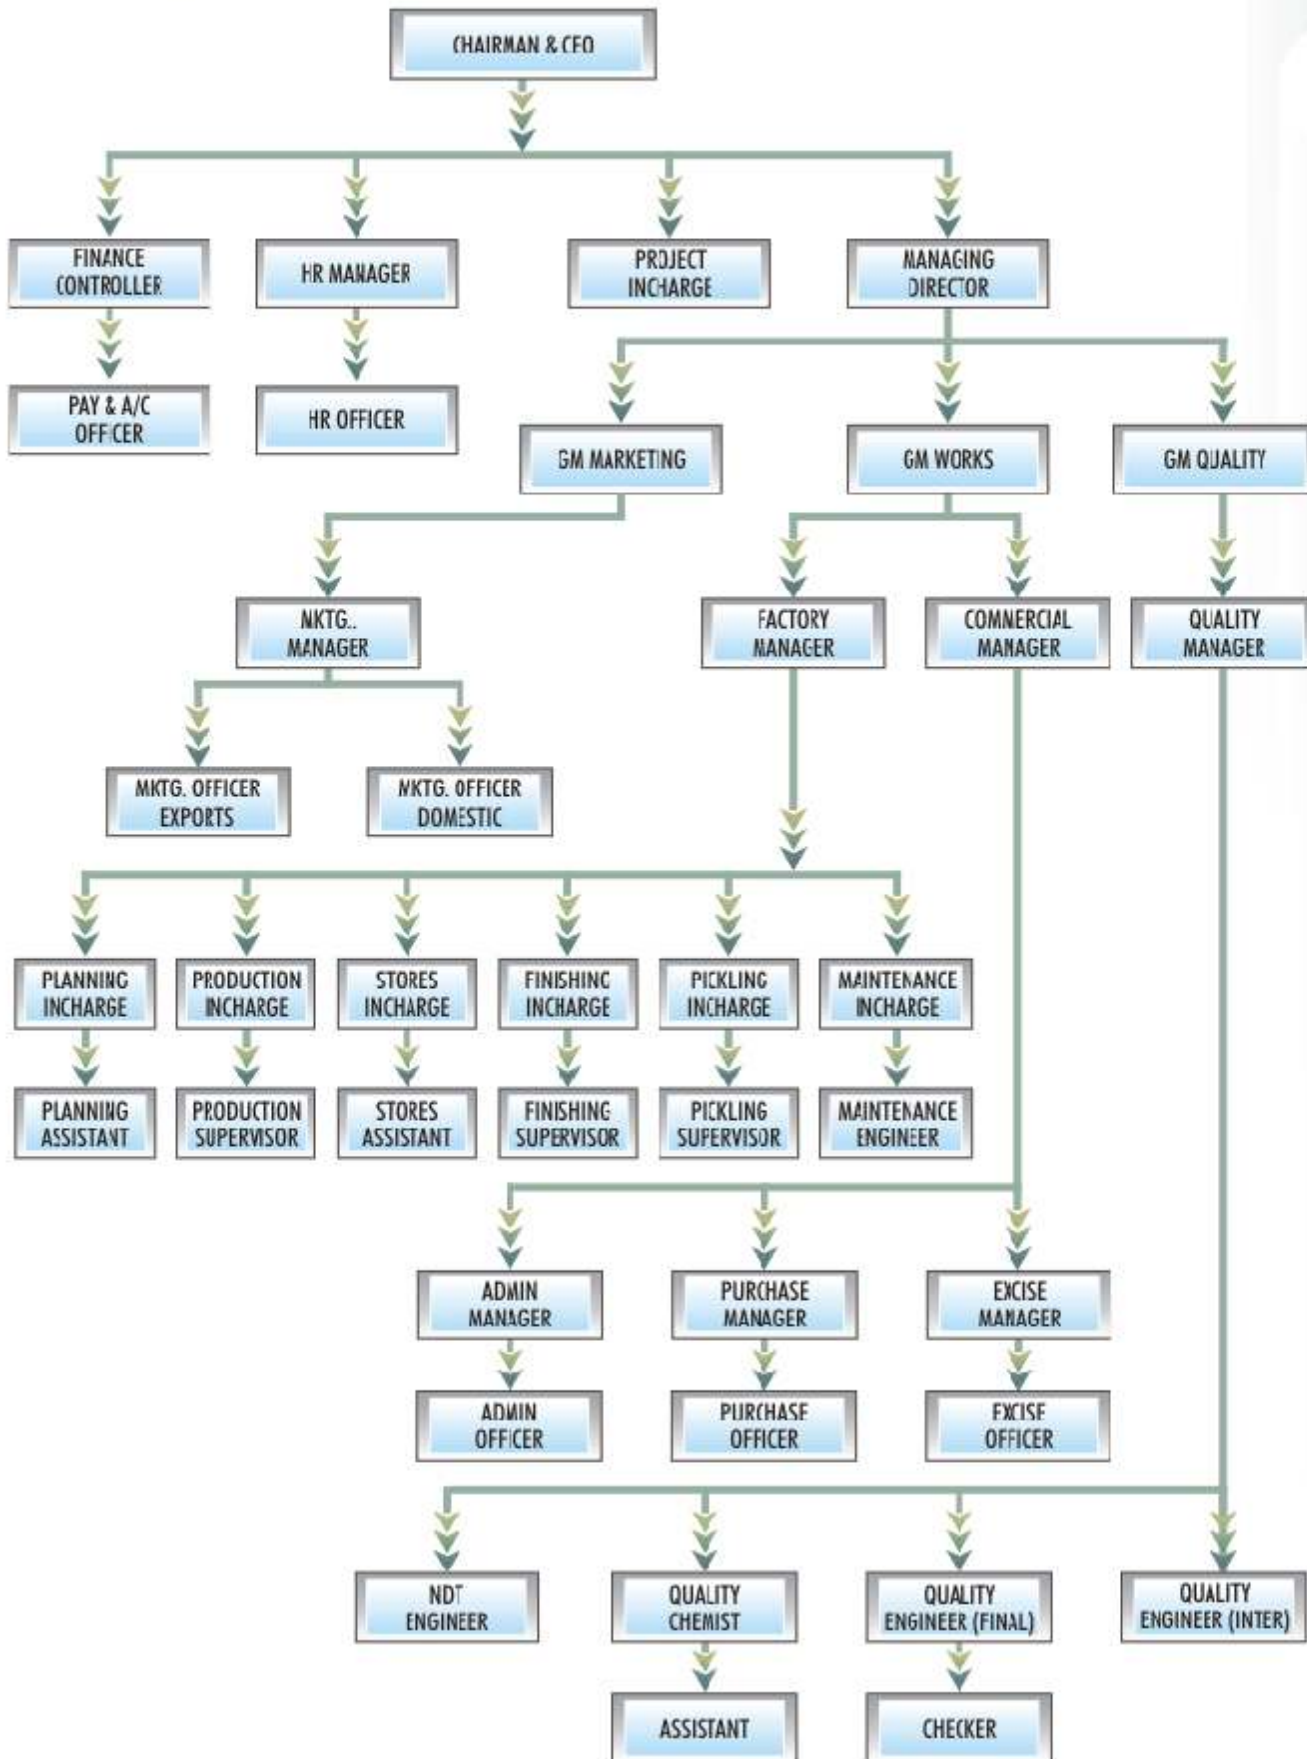 CHAIRMAN & CEO
FINANCE
CONTROLLER
HR MANAGER
PROJECT
INCHARGE
MANAGING
DIRECTOR
PAY & A/C
OFFICER
HR OFFICER
GM MARKETING
GM WORKS
GM QUALITY
MKTG..
MANAGER
FACTORY
MANAGER
COMMERCIAL
MANAGER
QUALITY
MANAGER
MKTG. OFFICER
EXPORTS
MKTG. OFFICER
DOMESTIC
PLANNING
INCHARGE
PRODUCTION
INCHARGE
STORES
INCHARGE
FINISHING
INCHARGE
PICKLING
INCHARGE
MAINTENANCE
INCHARGE
PLANNING
ASSISTANT
PRODUCTION
SUPERVISOR
STORES
ASSISTANT
FINISHING
SUPERVISOR
PICKLING
SUPERVISOR
MAINTENANCE
ENGINEER
ADMIN
MANAGER
PURCHASE
MANAGER
EXCISE
MANAGER
ADMIN
OFFICER
PURCHASE
OFFICER
EXCISE
OFFICER
NDT
ENGINEER
QUALITY
CHEMIST
QUALITY
ENGINEER (FINAL)
QUALITY
ENGINEER (INTER)
ASSISTANT
CHECKER